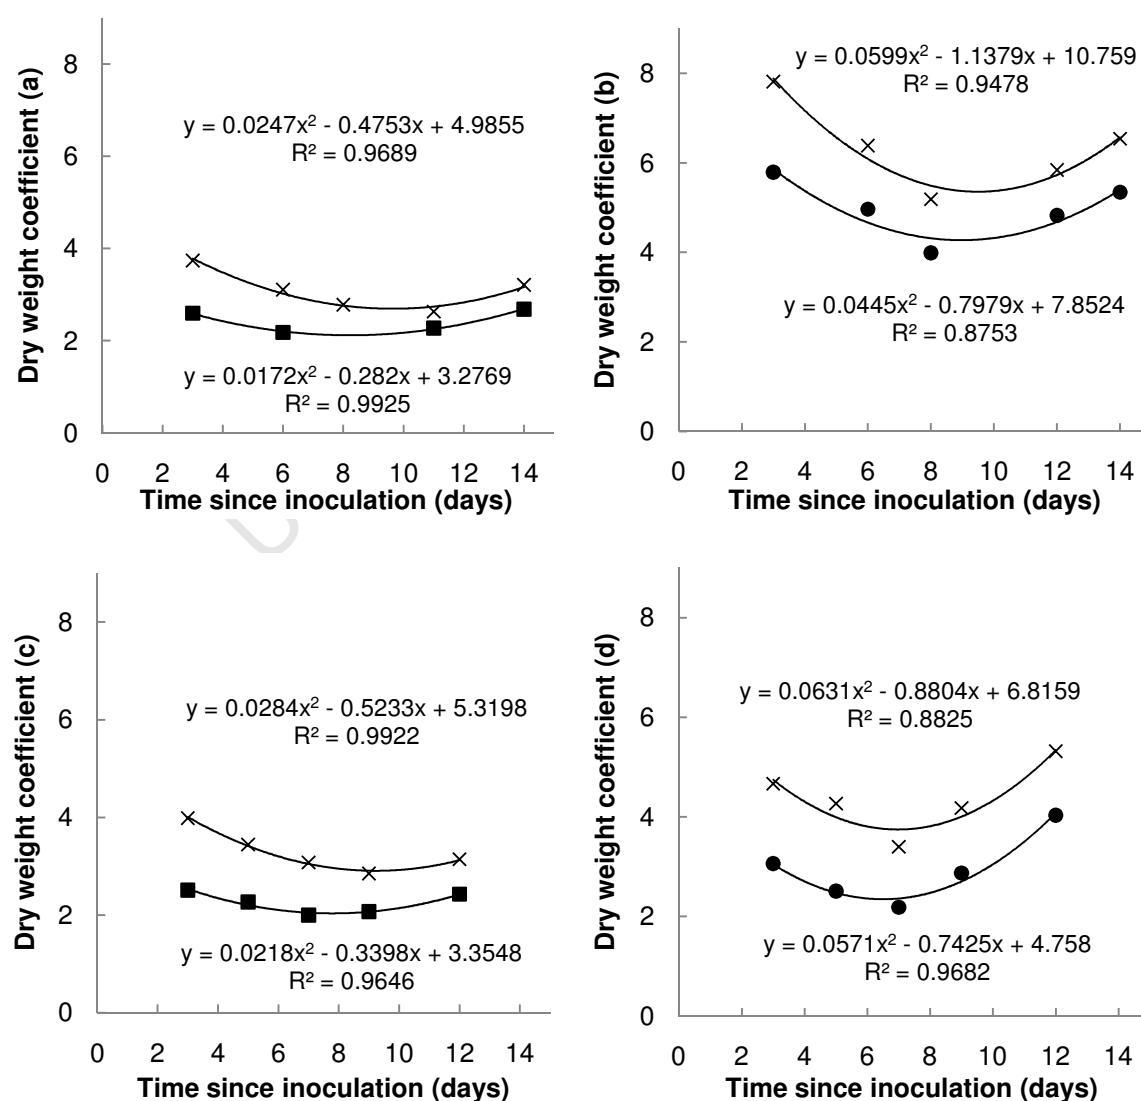 Dry weight coefficient (a)
8
6
4
2
0
y = 0.0247x² - 0.4753x + 4.9855
R² = 0.9689
y = 0.0172x² - 0.282x + 3.2769
R² = 0.9925
0 2 4 6 8 10 12 14
Time since inoculation (days)
Dry weight coefficient (b)
8
6
4
2
0
y = 0.0599x² - 1.1379x + 10.759
R² = 0.9478
y = 0.0445x² - 0.7979x + 7.8524
R² = 0.8753
0 2 4 6 8 10 12 14
Time since inoculation (days)
Dry weight coefficient (c)
8
6
4
2
0
y = 0.0284x² - 0.5233x + 5.3198
R² = 0.9922
y = 0.0218x² - 0.3398x + 3.3548
R² = 0.9646
0 2 4 6 8 10 12 14
Time since inoculation (days)
Dry weight coefficient (d)
8
6
4
2
0
y = 0.0631x² - 0.8804x + 6.8159
R² = 0.8825
y = 0.0571x² - 0.7425x + 4.758
R² = 0.9682
0 2 4 6 8 10 12 14
Time since inoculation (days)